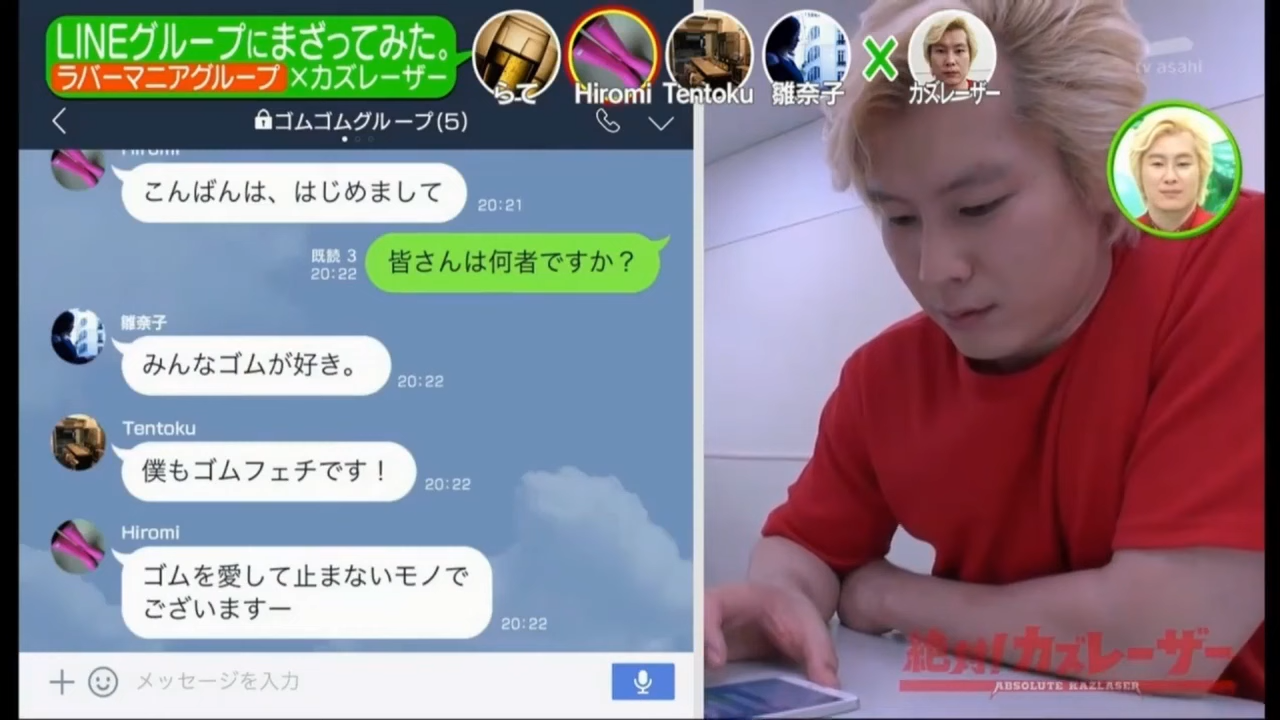 LINEグループにまざってみた。
ラバーマニアグループ×カズレーザー
らて
Hiromi
Tentoku
雛奈子
X
カズレーザー
tv asahi
ゴムゴムグループ(5)
Hiromi
こんばんは、はじめまして
20:21
皆さんは何者ですか？
既読 3
20:22
雛奈子
みんなゴムが好き。
20:22
Tentoku
僕もゴムフェチです！
20:22
Hiromi
ゴムを愛して止まないモノで
ございますー
20:22
メッセージを入力
絶対!カズレーザー
ABSOLUTE KAZLASER